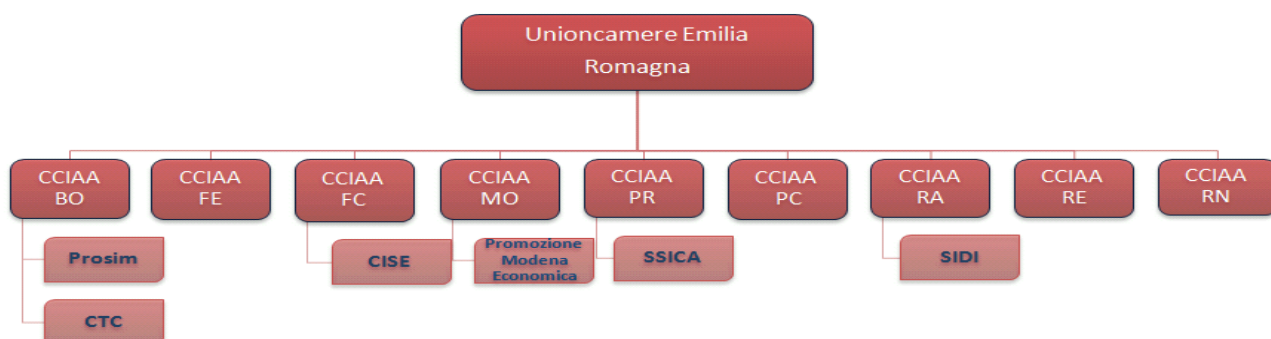 Unioncamere Emilia
Romagna
CCIAA
BO
CCIAA
FE
CCIAA
FC
CCIAA
MO
CCIAA
PR
CCIAA
PC
CCIAA
RA
CCIAA
RE
CCIAA
RN
Prosim
CISE
Promozione
Modena
Economica
SSICA
SIDI
CTC